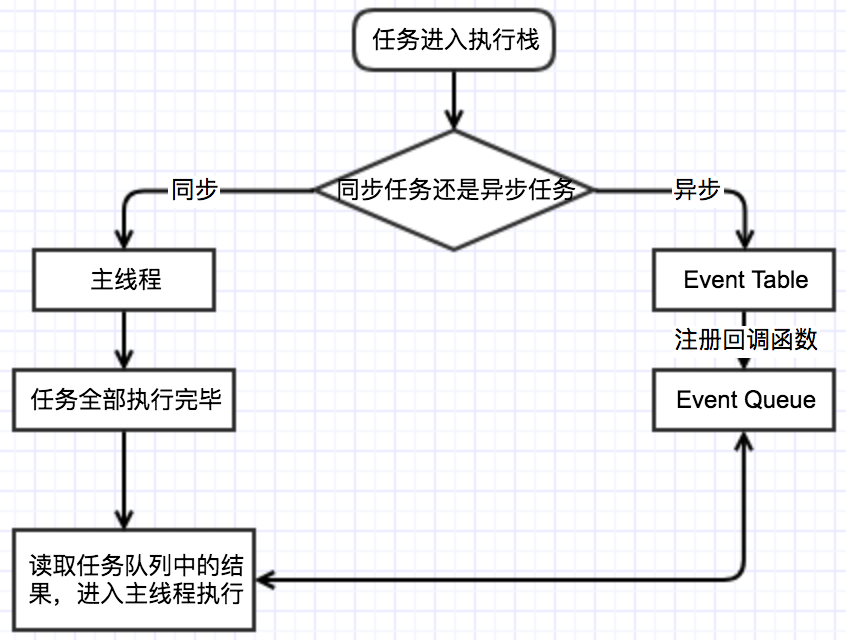 任务进入执行栈
同步任务还是异步任务
同步
异步
主线程
Event Table
注册回调函数
任务全部执行完毕
Event Queue
读取任务队列中的结
果，进入主线程执行